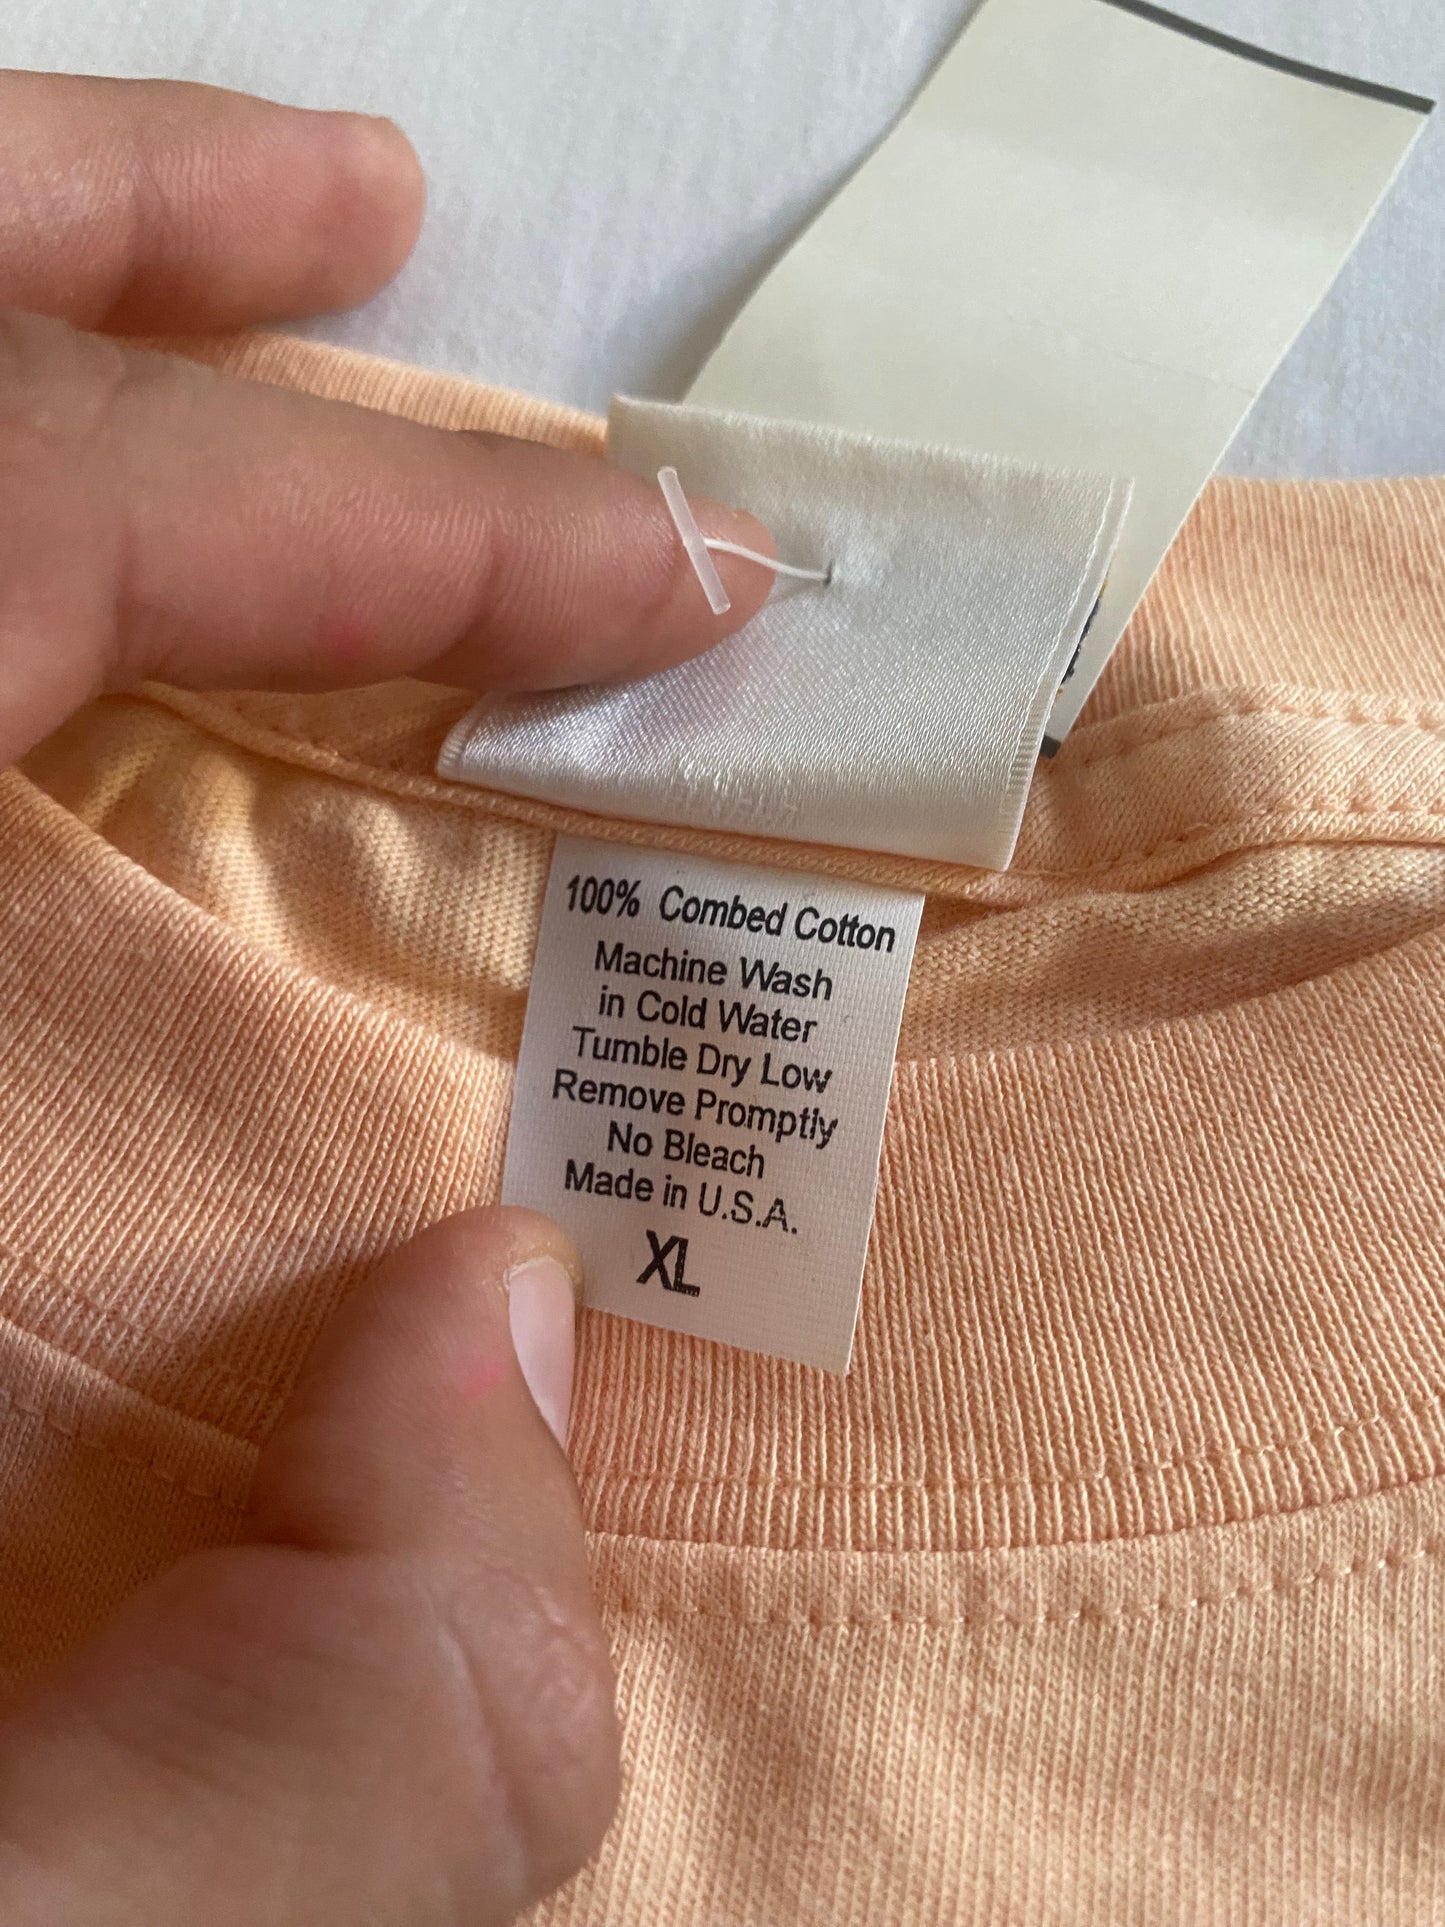 100% Combed Cotton
Machine Wash
in Cold Water
Tumble Dry Low
Remove Promptly
No Bleach
Made in U.S.A.
XL